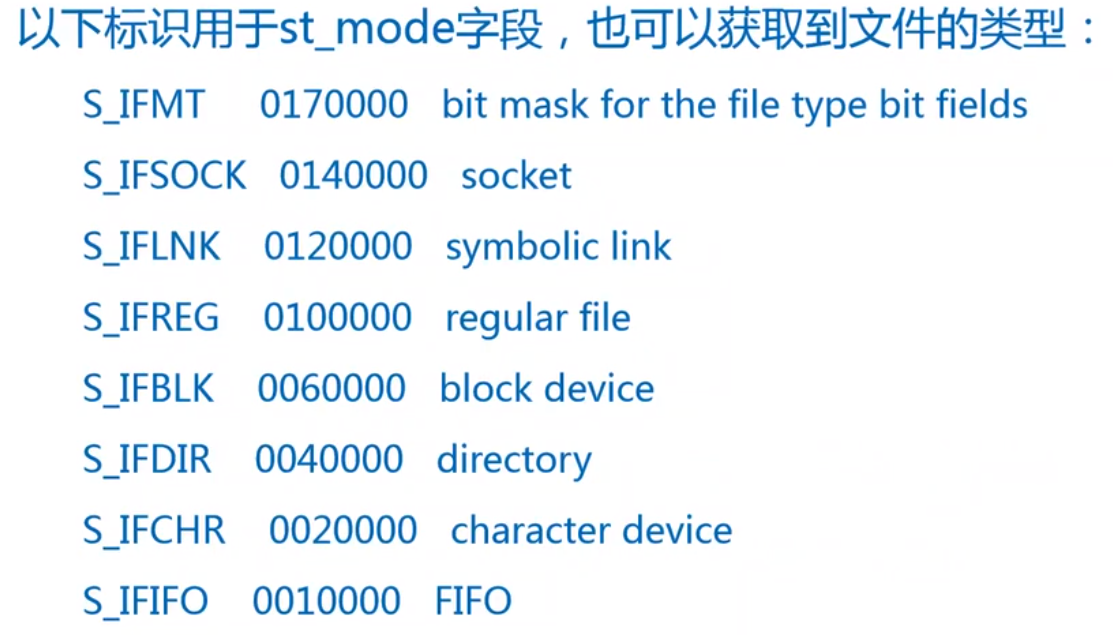 以下标识用于st_mode字段，也可以获取到文件的类型：
S_IFMT 0170000 bit mask for the file type bit fields
S_IFSOCK 0140000 socket
S_IFLNK 0120000 symbolic link
S_IFREG 0100000 regular file
S_IFBLK 0060000 block device
S_IFDIR 0040000 directory
S_IFCHR 0020000 character device
S_IFIFO 0010000 FIFO